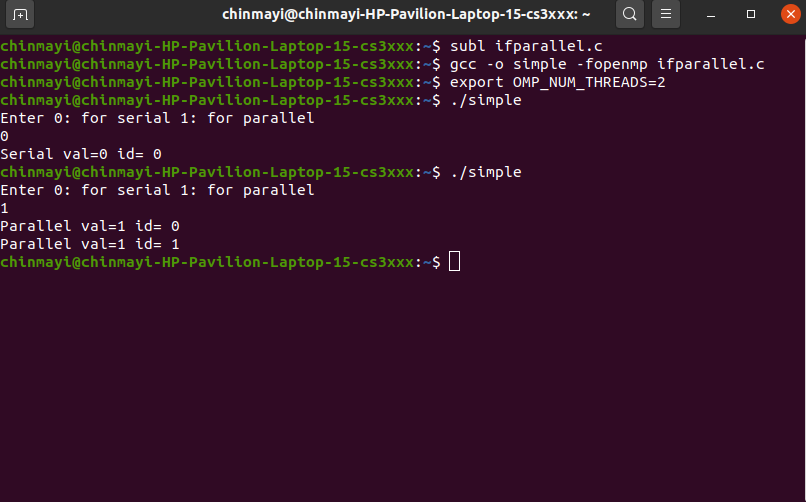 chinmayi@chinmayi-HP-Pavilion-Laptop-15-cs3xxx: ~
chinmayi@chinmayi-HP-Pavilion-Laptop-15-cs3xxx:~$ subl ifparallel.c
chinmayi@chinmayi-HP-Pavilion-Laptop-15-cs3xxx:~$ gcc -o simple -fopenmp ifparallel.c
chinmayi@chinmayi-HP-Pavilion-Laptop-15-cs3xxx:~$ export OMP_NUM_THREADS=2
chinmayi@chinmayi-HP-Pavilion-Laptop-15-cs3xxx:~$ ./simple
Enter 0: for serial 1: for parallel
0
Serial val=0 id= 0
chinmayi@chinmayi-HP-Pavilion-Laptop-15-cs3xxx:~$ ./simple
Enter 0: for serial 1: for parallel
1
Parallel val=1 id= 0
Parallel val=1 id= 1
chinmayi@chinmayi-HP-Pavilion-Laptop-15-cs3xxx:~$